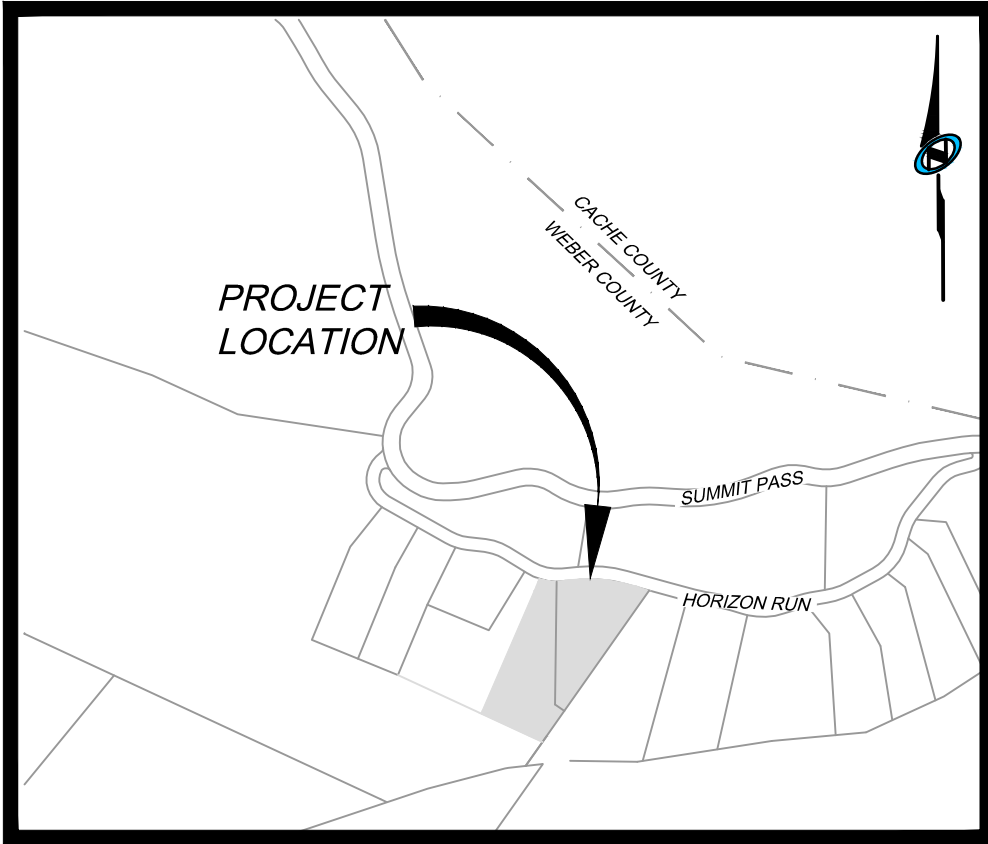 CACHE COUNTY
WEBER COUNTY
PROJECT
LOCATION
SUMMIT PASS
HORIZON RUN
N